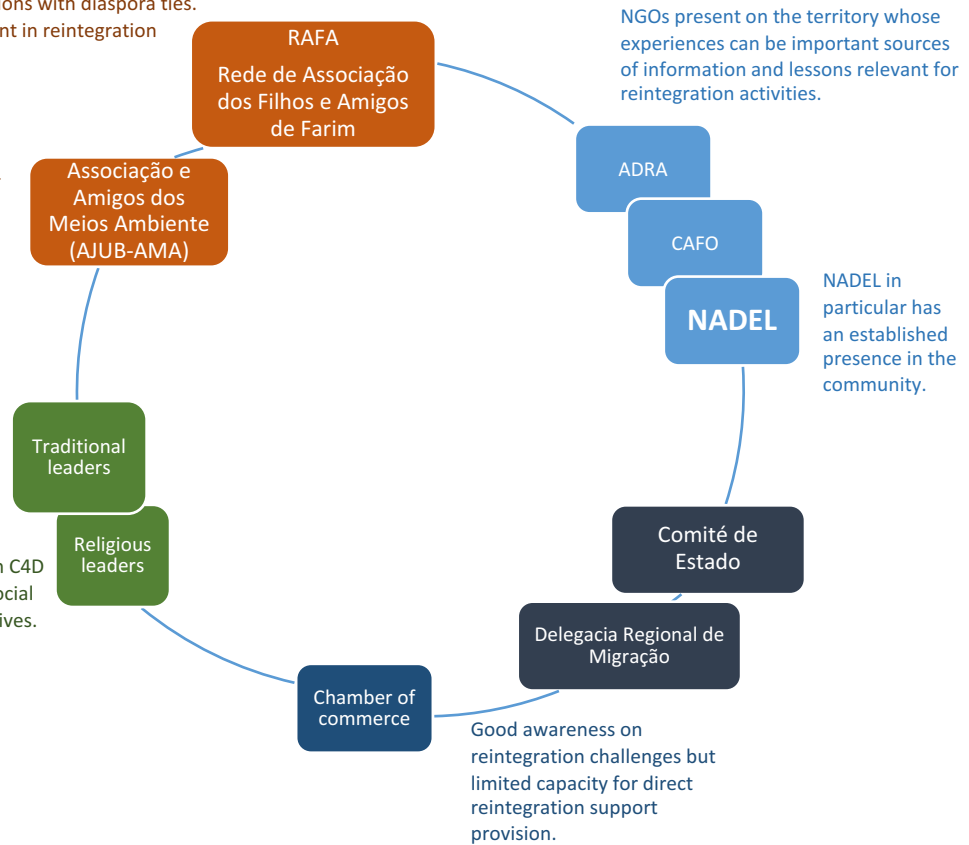 ions with diaspora ties.
nt in reintegration
RAFA
Rede de Associação
dos Filhos e Amigos
de Farim
NGOs present on the territory whose
experiences can be important sources
of information and lessons relevant for
reintegration activities.
Associação e
Amigos dos
Meios Ambiente
(AJUB-AMA)
ADRA
CAFO
NADEL
NADEL in
particular has
an established
presence in the
community.
Traditional
leaders
Religious
leaders
C4D
ocial
ives.
Comité de
Estado
Delegacia Regional de
Migração
Chamber of
commerce
Good awareness on
reintegration challenges but
limited capacity for direct
reintegration support
provision.